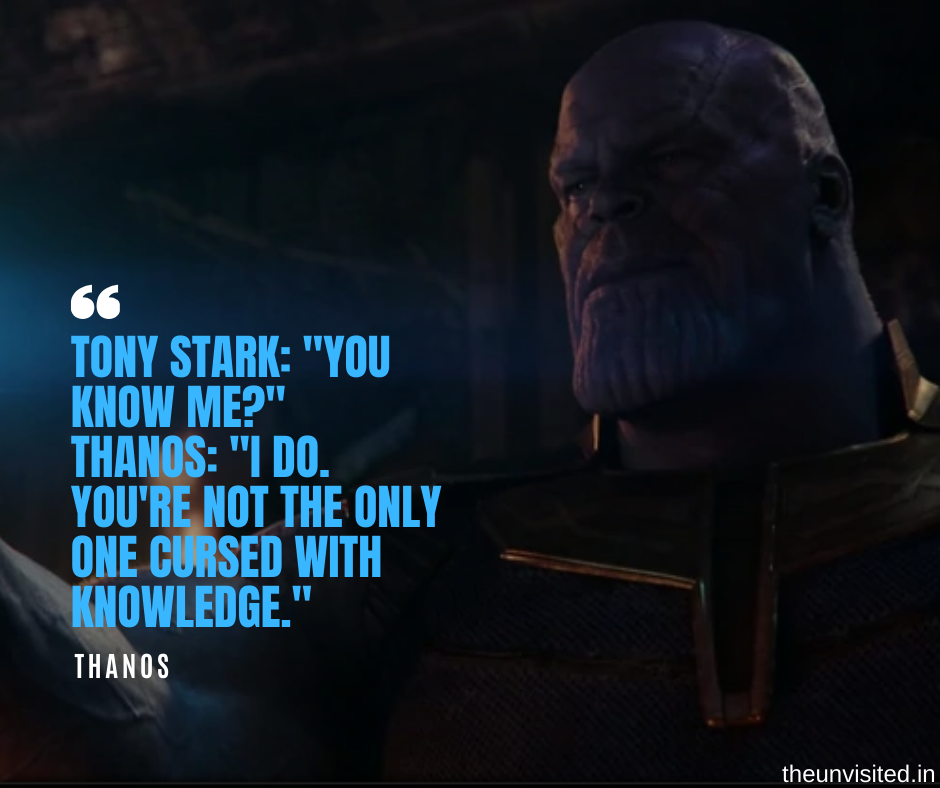 ❝
TONY STARK: "YOU
KNOW ME?"
THANOS: "I DO.
YOU'RE NOT THE ONLY
ONE CURSED WITH
KNOWLEDGE."
THANOS
theunvisited.in